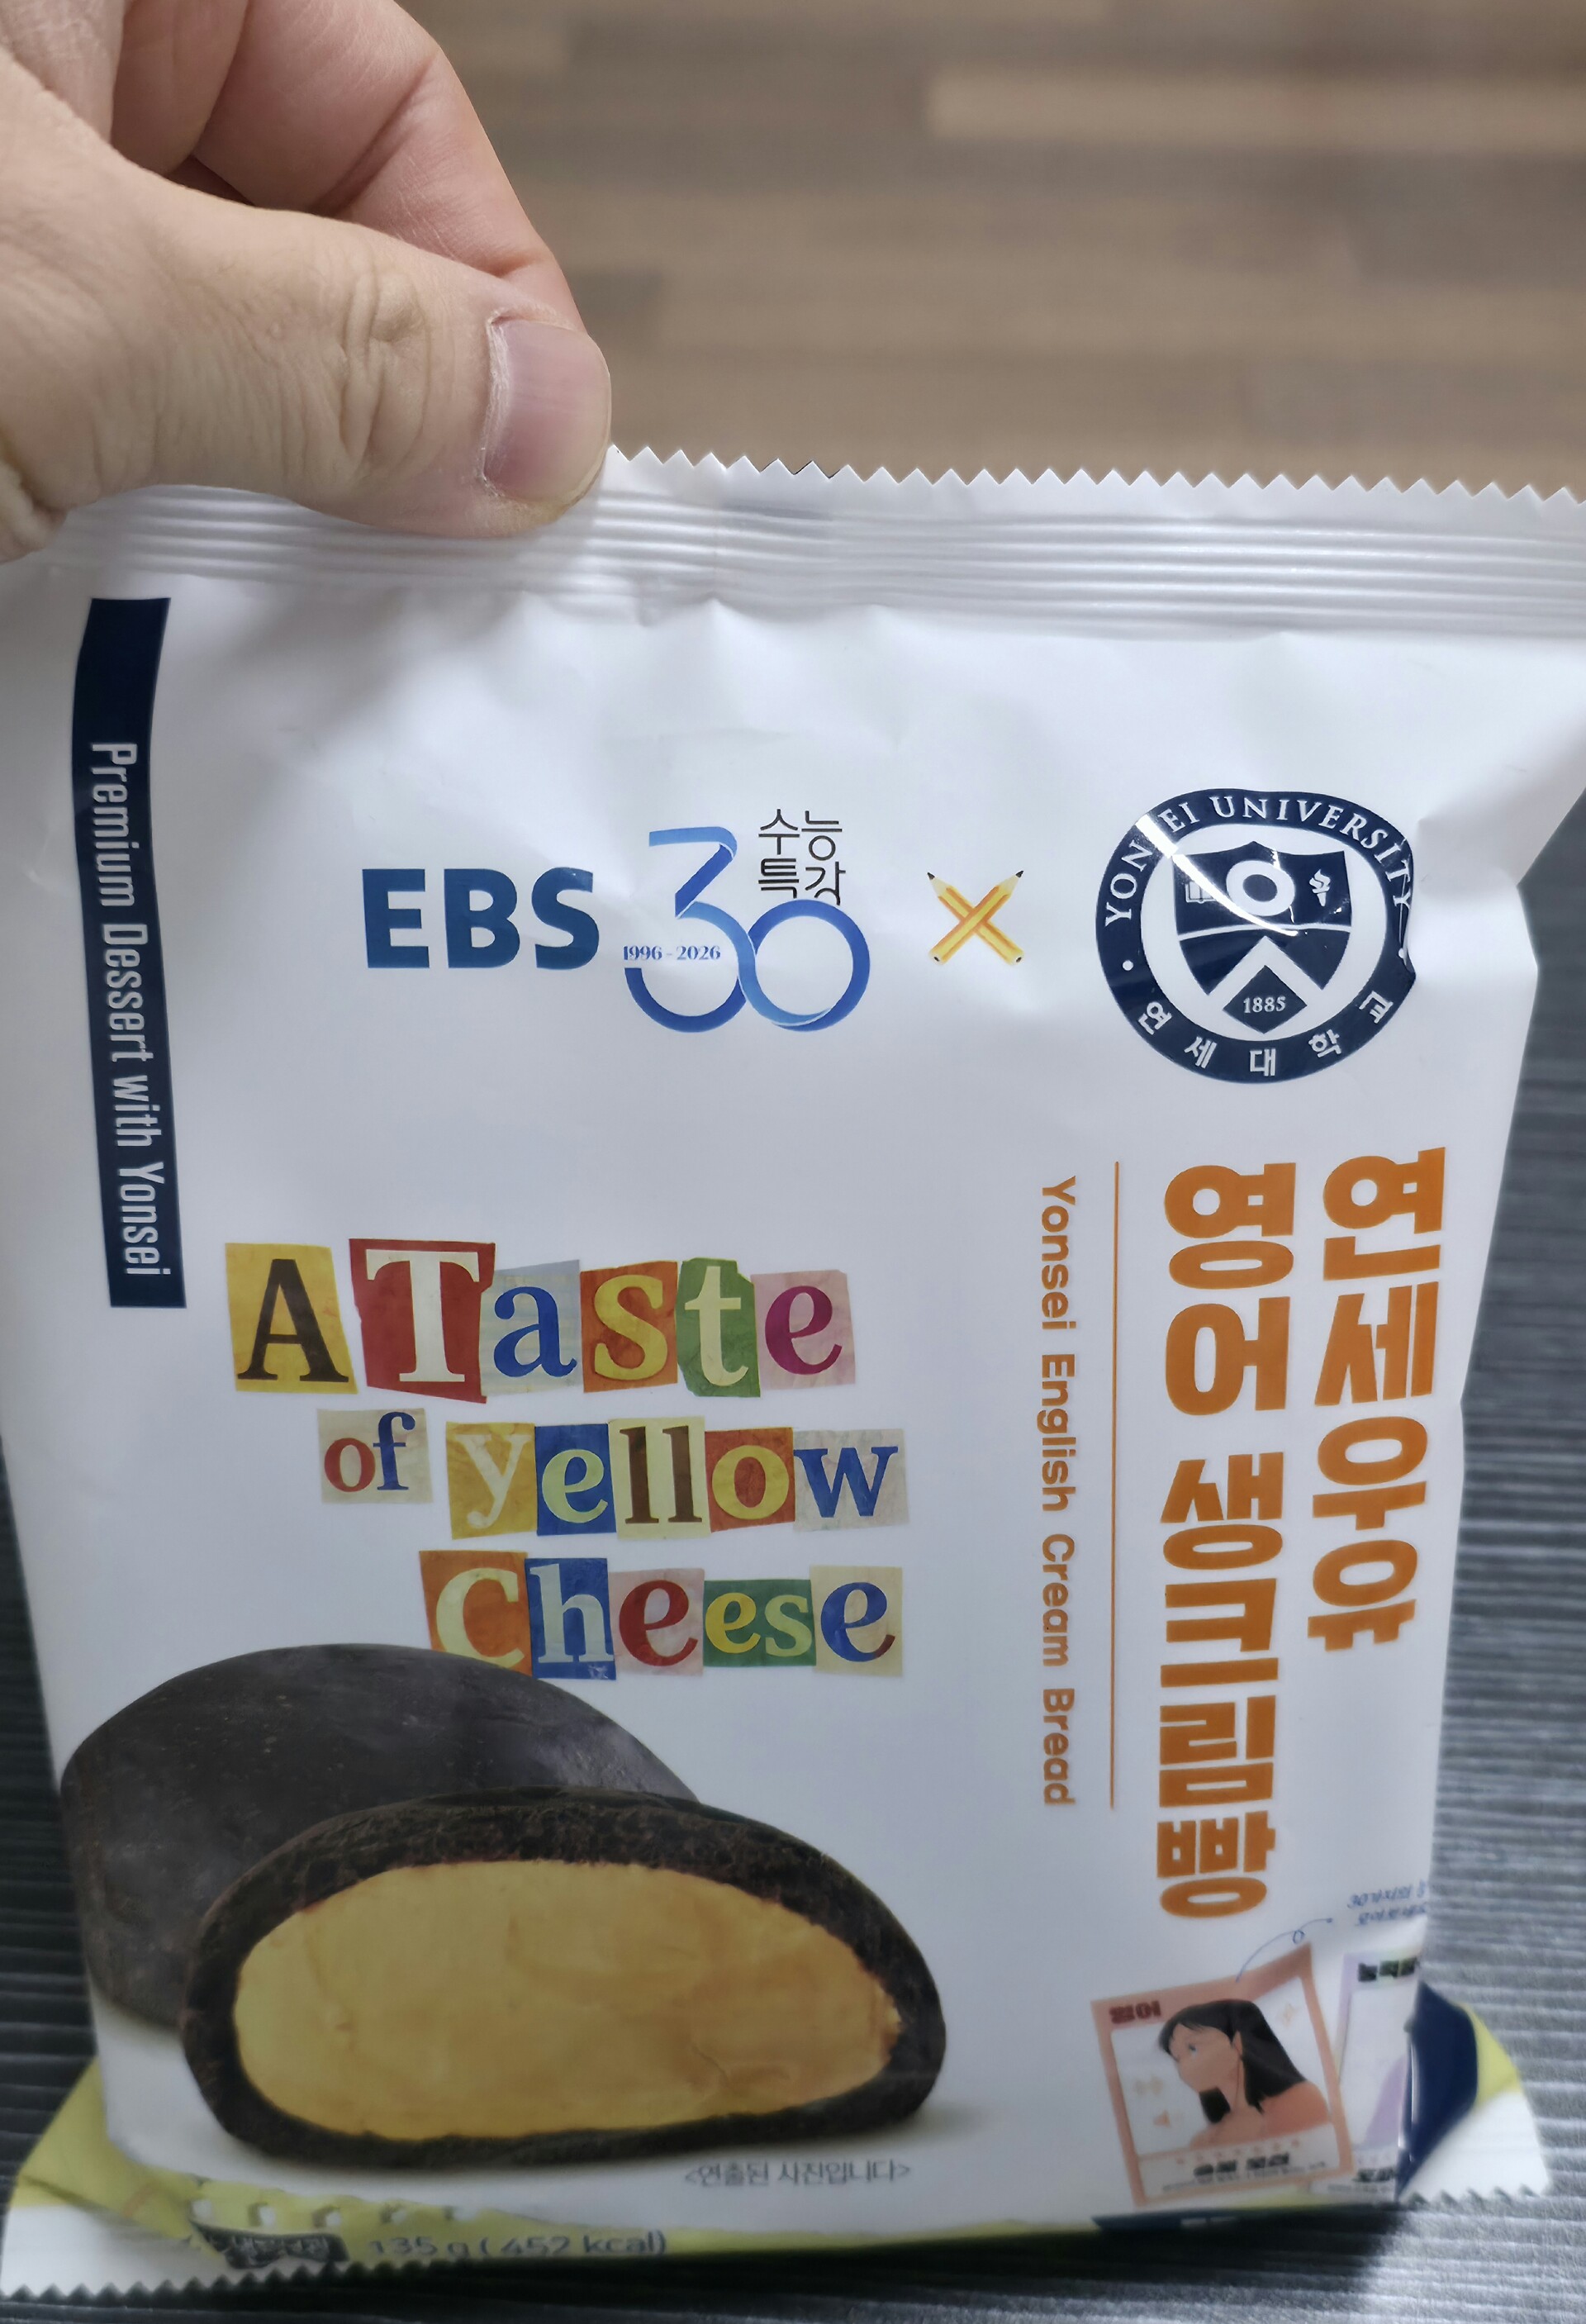 Premium Dessert with Yonsei
EBS
수능
특강
30
1996 - 2026
YONSEI UNIVERSITY
1885
연세대학교
연세우유
영어 생크림빵
Yonsei English Cream Bread
A Taste
of yellow
Cheese
영어
<연출된 사진입니다>
135 g ( 452 kcal)